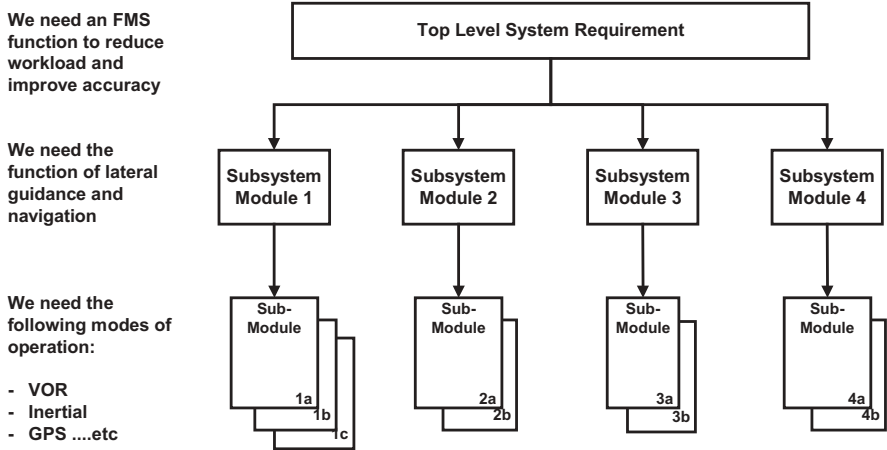 We need an FMS
function to reduce
workload and
improve accuracy
Top Level System Requirement
We need the
function of lateral
guidance and
navigation
Subsystem
Module 1
Subsystem
Module 2
Subsystem
Module 3
Subsystem
Module 4
We need the
following modes of
operation:
- VOR
- Inertial
- GPS ....etc
Sub-
Module
1a
1b
1c
Sub-
Module
2a
2b
Sub-
Module
3a
3b
Sub-
Module
4a
4b